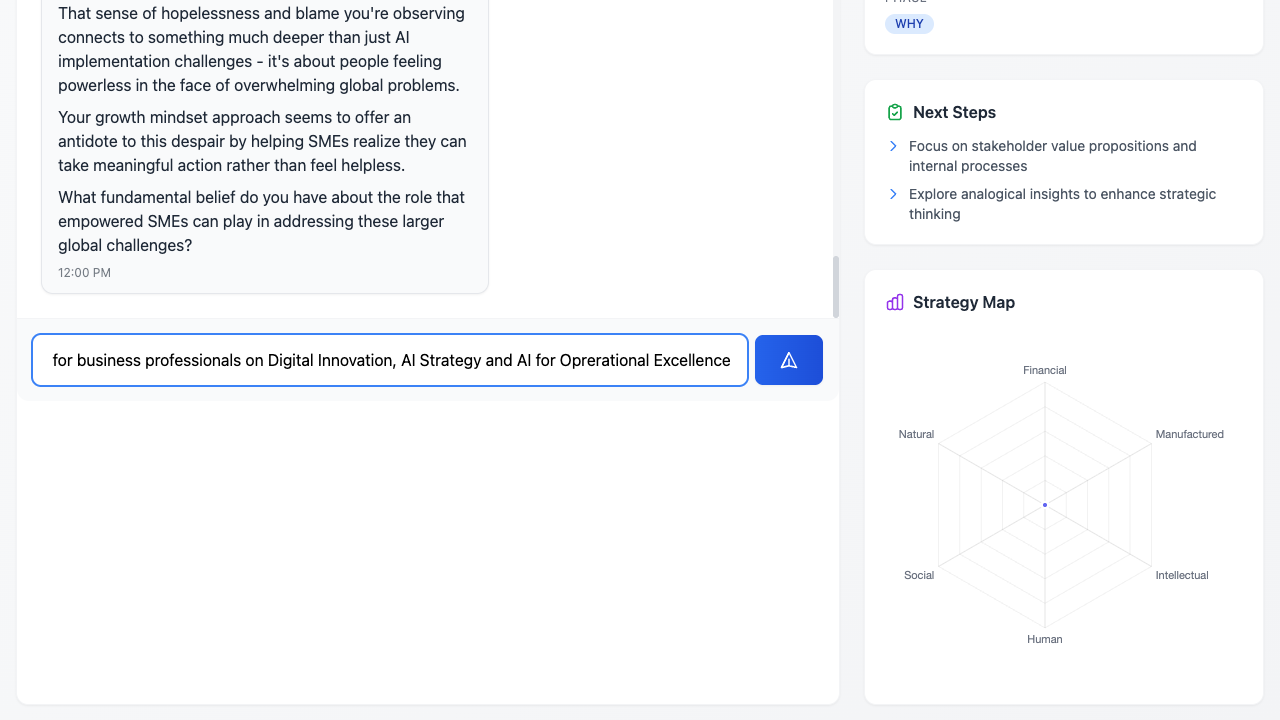 That sense of hopelessness and blame you're observing
connects to something much deeper than just AI
implementation challenges - it's about people feeling
powerless in the face of overwhelming global problems.
Your growth mindset approach seems to offer an
antidote to this despair by helping SMEs realize they can
take meaningful action rather than feel helpless.
What fundamental belief do you have about the role that
empowered SMEs can play in addressing these larger
global challenges?
12:00 PM
for business professionals on Digital Innovation, AI Strategy and AI for Oprerational Excellence
WHY
Next Steps
Focus on stakeholder value propositions and
internal processes
Explore analogical insights to enhance strategic
thinking
Strategy Map
Financial
Natural
Manufactured
Social
Intellectual
Human